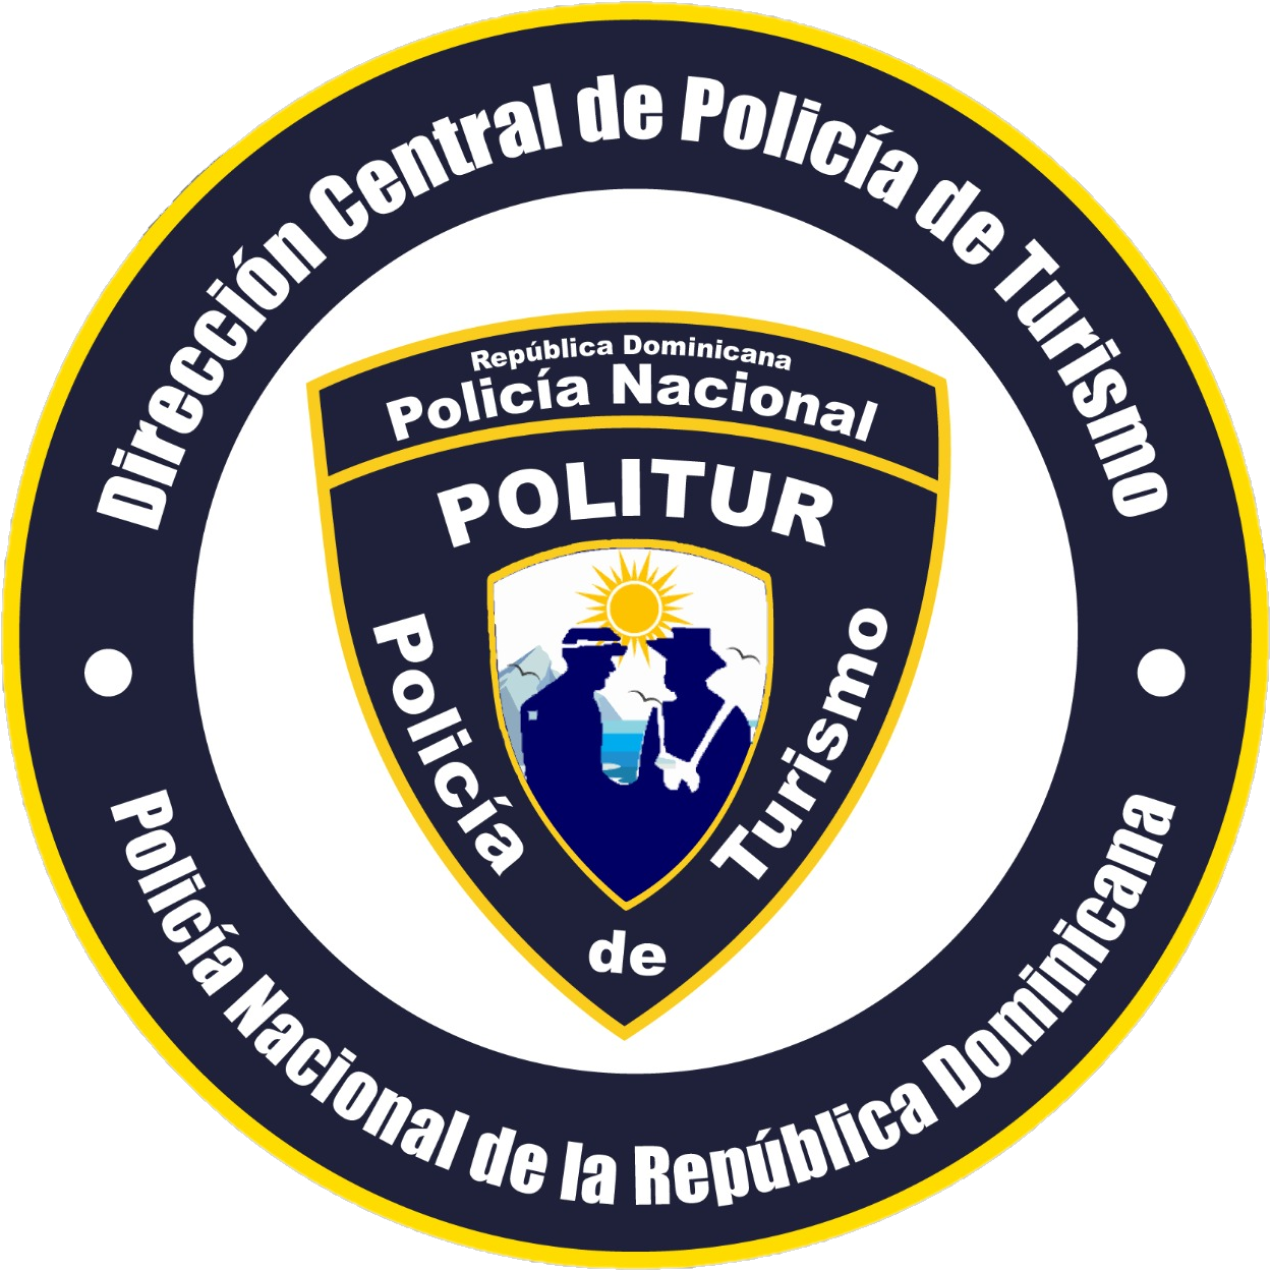 Dirección Central de Policía de Turismo
República Dominicana
Policía Nacional
POLITUR
Policía
de
Turismo
Policía Nacional de la República Dominicana